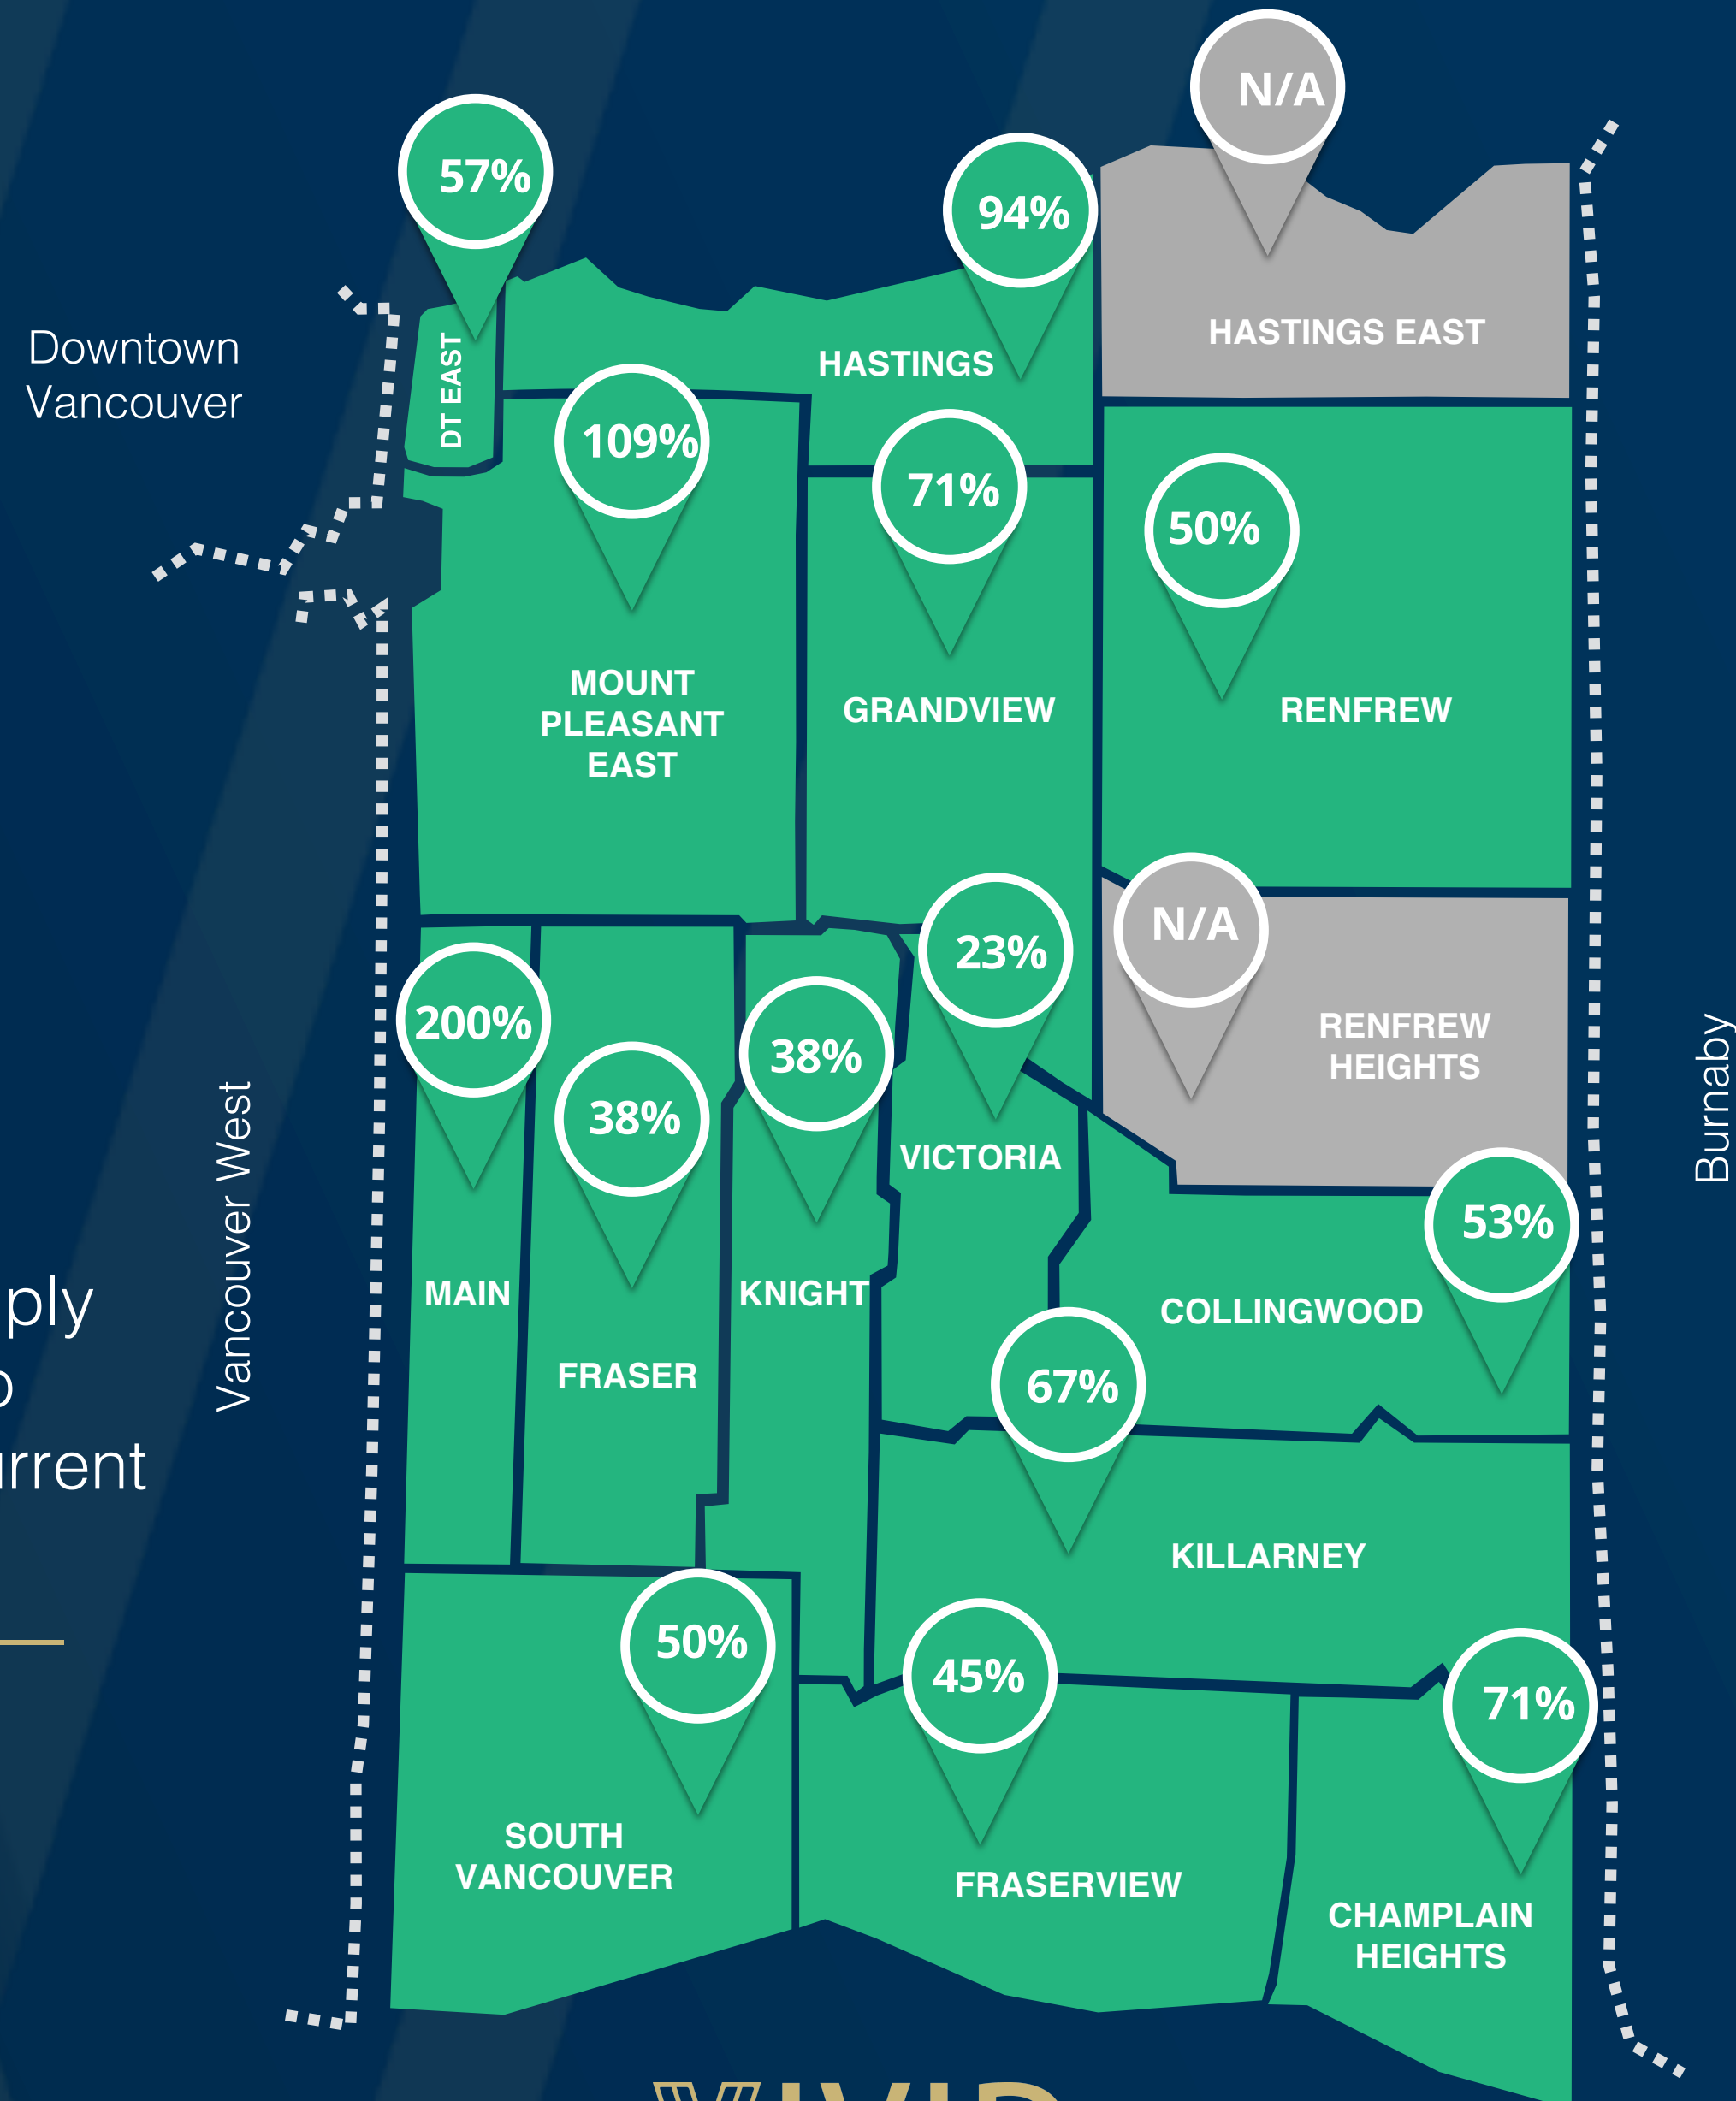 N/A
57%
94%
Downtown
Vancouver
HASTINGS EAST
HASTINGS
DT EAST
109%
71%
50%
MOUNT
PLEASANT
EAST
GRANDVIEW
RENFREW
N/A
23%
200%
38%
38%
RENFREW
HEIGHTS
Burnaby
Vancouver West
VICTORIA
53%
MAIN
KNIGHT
COLLINGWOOD
ply
FRASER
67%
urrent
KILLARNEY
50%
45%
71%
SOUTH
VANCOUVER
FRASERVIEW
CHAMPLAIN
HEIGHTS
VIVID